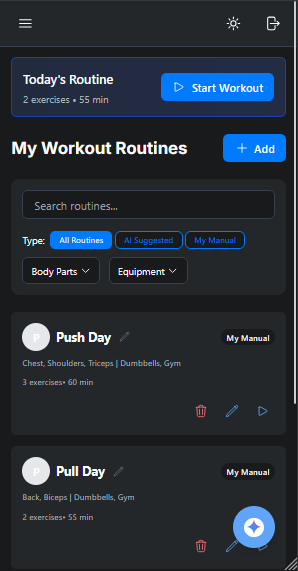 Today's Routine
2 exercises • 55 min
Start Workout
My Workout Routines
Add
Search routines...
Type: All Routines AI Suggested My Manual
Body Parts Equipment
P Push Day My Manual
Chest, Shoulders, Triceps | Dumbbells, Gym
3 exercises• 60 min
P Pull Day My Manual
Back, Biceps | Dumbbells, Gym
2 exercises• 55 min